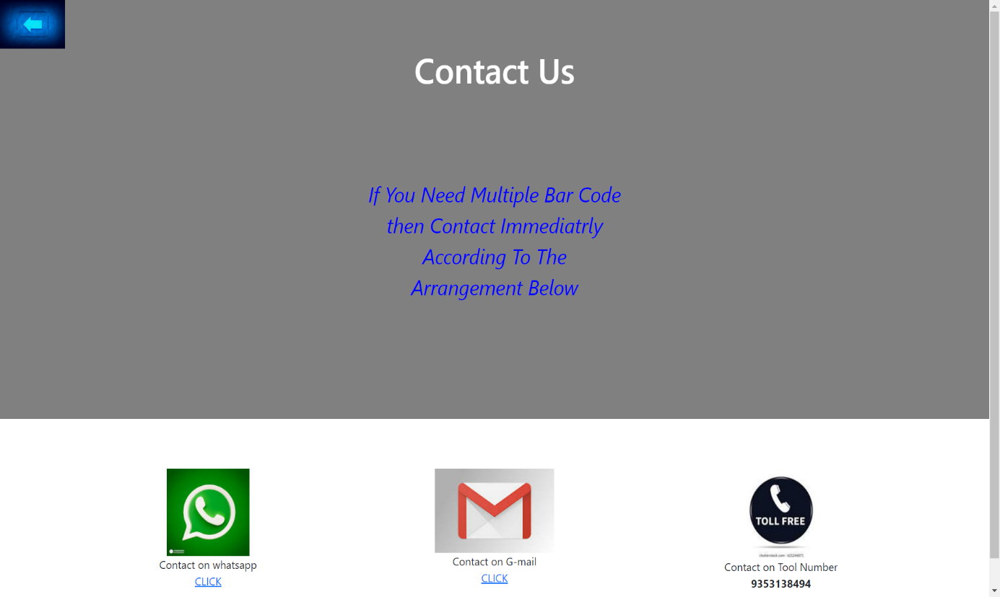 Contact Us
If You Need Multiple Bar Code
then Contact Immediatrly
According To The
Arrangement Below
TOLL FREE
Contact on whatsapp
CLICK
Contact on G-mail
CLICK
Contact on Tool Number
9353138494